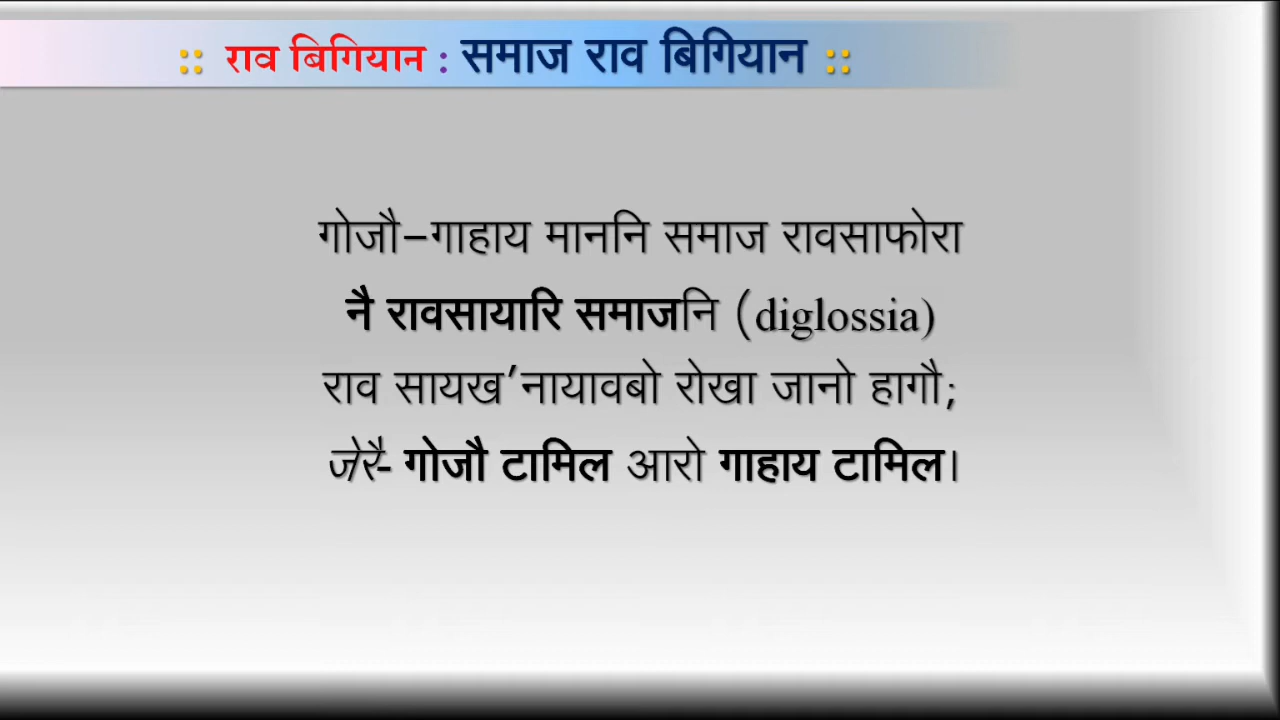 :: राव बिगियान : समाज राव बिगियान ::
गोजौ–गाहाय माननि समाज रावसाफोरा
नै रावसायारि समाजनि (diglossia)
राव सायख’नायावबो रोखा जानो हागौ;
जेरै- गोजौ टामिल आरो गाहाय टामिल।